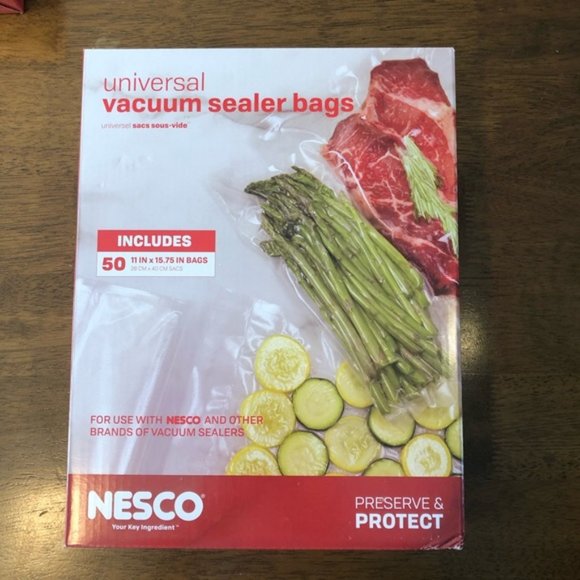 universal
vacuum sealer bags
universel sacs sous-vide
INCLUDES
50 11 IN x 15.75 IN BAGS
28 CM x 40 CM SACS
FOR USE WITH NESCO AND OTHER
BRANDS OF VACUUM SEALERS
NESCO®
Your Key Ingredient™
PRESERVE &
PROTECT